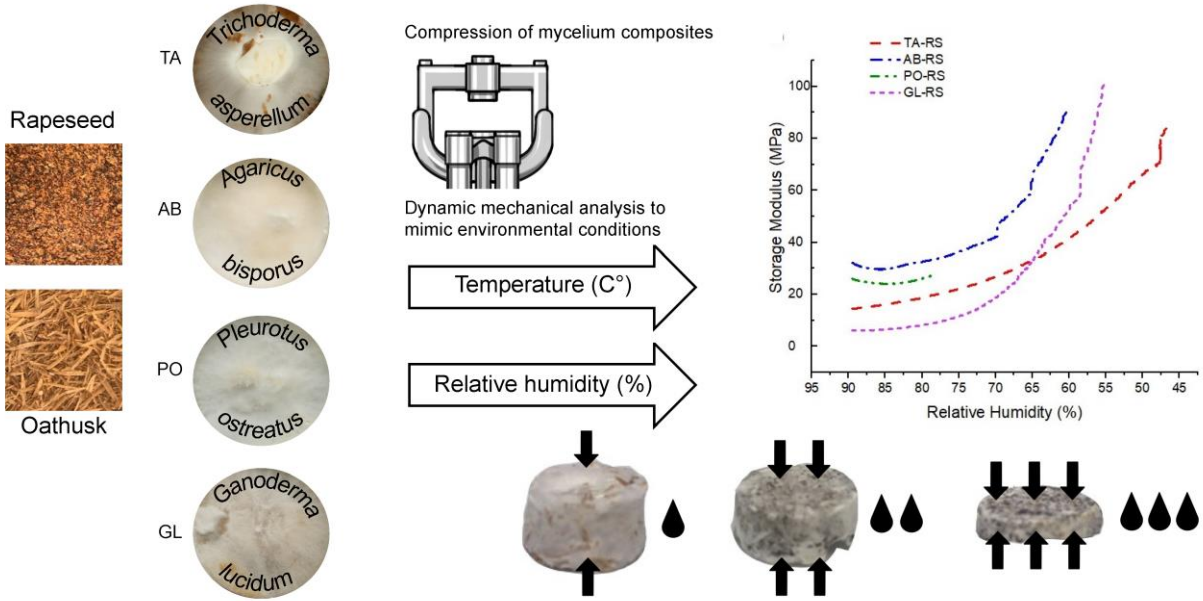 Rapeseed
Oathusk
TA
Trichoderma
asperellum
AB
Agaricus
bisporus
PO
Pleurotus
ostreatus
GL
Ganoderma
lucidum
Compression of mycelium composites
Dynamic mechanical analysis to
mimic environmental conditions
Temperature (C°)
Relative humidity (%)
TA-RS
AB-RS
PO-RS
GL-RS
Storage Modulus (MPa)
100
80
60
40
20
0
95 90 85 80 75 70 65 60 55 50 45
Relative Humidity (%)